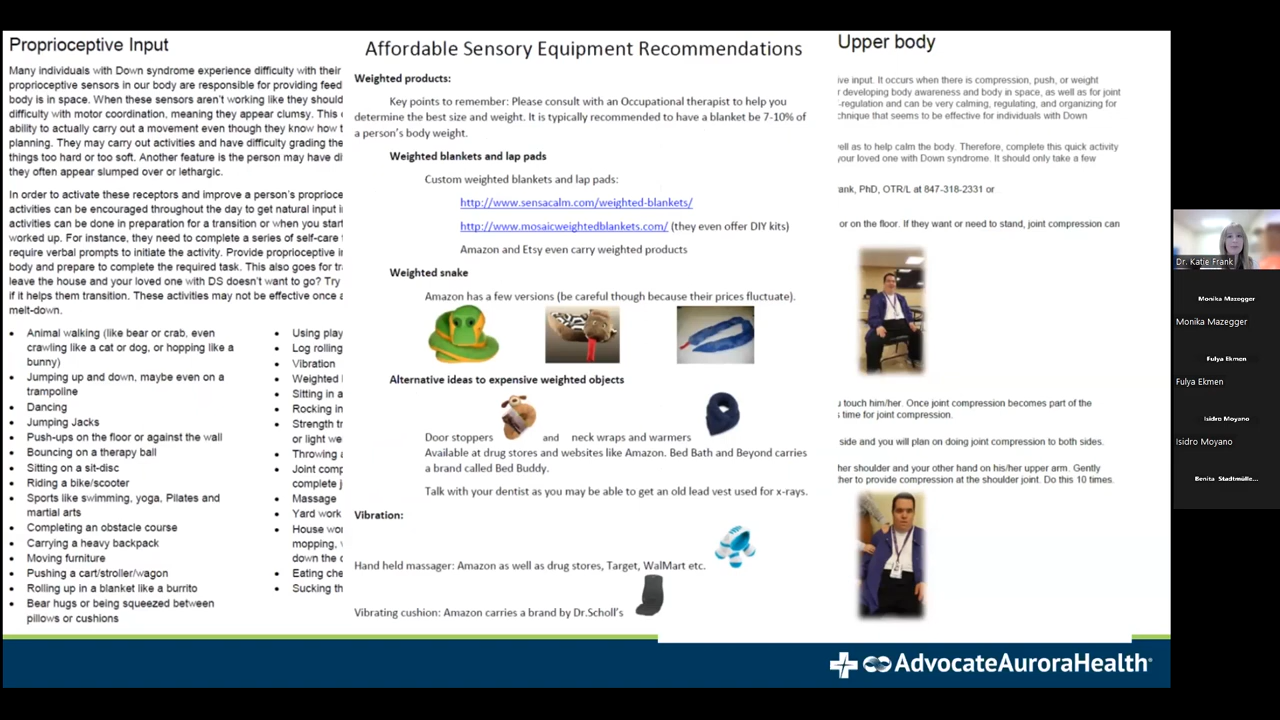 Proprioceptive Input
Many individuals with Down syndrome experience difficulty with their
proprioceptive sensors in our body are responsible for providing feed
body is in space. When these sensors aren't working like they should
difficulty with motor coordination, meaning they appear clumsy. This
ability to actually carry out a movement even though they know how
planning. They may carry out activities and have difficulty grading the
things too hard or too soft. Another feature is the person may have di
they often appear slumped over or lethargic.
In order to activate these receptors and improve a person's proprioce
activities can be encouraged throughout the day to get natural input i
activities can be done in preparation for a transition or when you start
worked up. For instance, they need to complete a series of self-care
require verbal prompts to initiate the activity. Provide proprioceptive i
body and prepare to complete the required task. This also goes for tr
leave the house and your loved one with DS doesn't want to go? Try
if it helps them transition. These activities may not be effective once a
melt-down.
• Animal walking (like bear or crab, even
crawling like a cat or dog, or hopping like a
bunny)
• Jumping up and down, maybe even on a
trampoline
• Dancing
• Jumping Jacks
• Push-ups on the floor or against the wall
• Bouncing on a therapy ball
• Sitting on a sit-disc
• Riding a bike/scooter
• Sports like swimming, yoga, Pilates and
martial arts
• Completing an obstacle course
• Carrying a heavy backpack
• Moving furniture
• Pushing a cart/stroller/wagon
• Rolling up in a blanket like a burrito
• Bear hugs or being squeezed between
pillows or cushions
• Using play
• Log rolling
• Vibration
• Weighted
• Sitting in a
• Rocking in
• Strength tr
or light we
• Throwing a
• Joint comp
complete j
• Massage
• Yard work
• House wor
mopping,
down the c
• Eating che
• Sucking th
Affordable Sensory Equipment Recommendations
Weighted products:
Key points to remember: Please consult with an Occupational therapist to help you
determine the best size and weight. It is typically recommended to have a blanket be 7-10% of
a person's body weight.
Weighted blankets and lap pads
Custom weighted blankets and lap pads:
http://www.sensacalm.com/weighted-blankets/
http://www.mosaicweightedblankets.com/ (they even offer DIY kits)
Amazon and Etsy even carry weighted products
Weighted snake
Amazon has a few versions (be careful though because their prices fluctuate).
Alternative ideas to expensive weighted objects
Door stoppers and neck wraps and warmers
Available at drug stores and websites like Amazon. Bed Bath and Beyond carries
a brand called Bed Buddy.
Talk with your dentist as you may be able to get an old lead vest used for x-rays.
Vibration:
Hand held massager: Amazon as well as drug stores, Target, WalMart etc.
Vibrating cushion: Amazon carries a brand by Dr.Scholl's
Upper body
ve input. It occurs when there is compression, push, or weight
r developing body awareness and body in space, as well as for joint
-regulation and can be very calming, regulating, and organizing for
chnique that seems to be effective for individuals with Down
ell as to help calm the body. Therefore, complete this quick activity
your loved one with Down syndrome. It should only take a few
rank, PhD, OTR/L at 847-318-2331 or
or on the floor. If they want or need to stand, joint compression can
u touch him/her. Once joint compression becomes part of the
s time for joint compression.
side and you will plan on doing joint compression to both sides.
her shoulder and your other hand on his/her upper arm. Gently
her to provide compression at the shoulder joint. Do this 10 times.
AdvocateAuroraHealth
Dr. Katie Frank
Monika Mazegger
Monika Mazegger
Fulya Ekmen
Fulya Ekmen
Isidro Moyano
Isidro Moyano
Benita Stadtmülle...